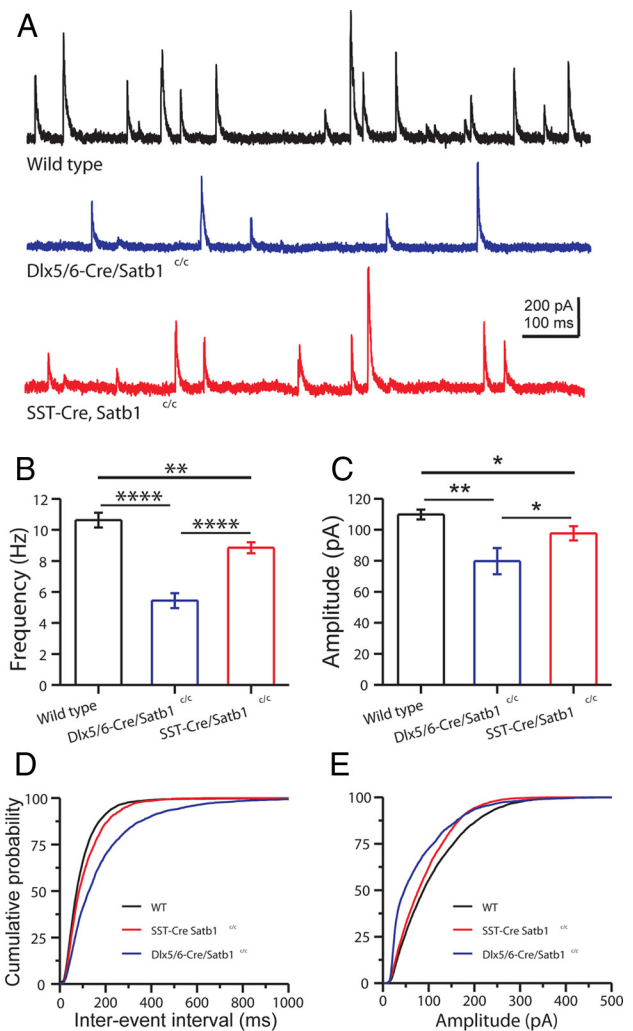 A
Wild type
Dlx5/6-Cre/Satb1 c/c
200 pA
100 ms
SST-Cre, Satb1 c/c
B
**
****
****
Frequency (Hz)
12
10
8
6
4
2
0
Wild type
Dlx5/6-Cre/Satb1 c/c
SST-Cre/Satb1 c/c
C
*
**
*
Amplitude (pA)
120
100
80
60
40
20
0
Wild type
Dlx5/6-Cre/Satb1 c/c
SST-Cre/Satb1 c/c
D
Cumulative probability
100
75
50
25
0
WT
SST-Cre Satb1 c/c
Dlx5/6-Cre/Satb1 c/c
0 200 400 600 800 1000
Inter-event interval (ms)
E
100
75
50
25
0
WT
SST-Cre Satb1 c/c
Dlx5/6-Cre/Satb1 c/c
0 100 200 300 400 500
Amplitude (pA)